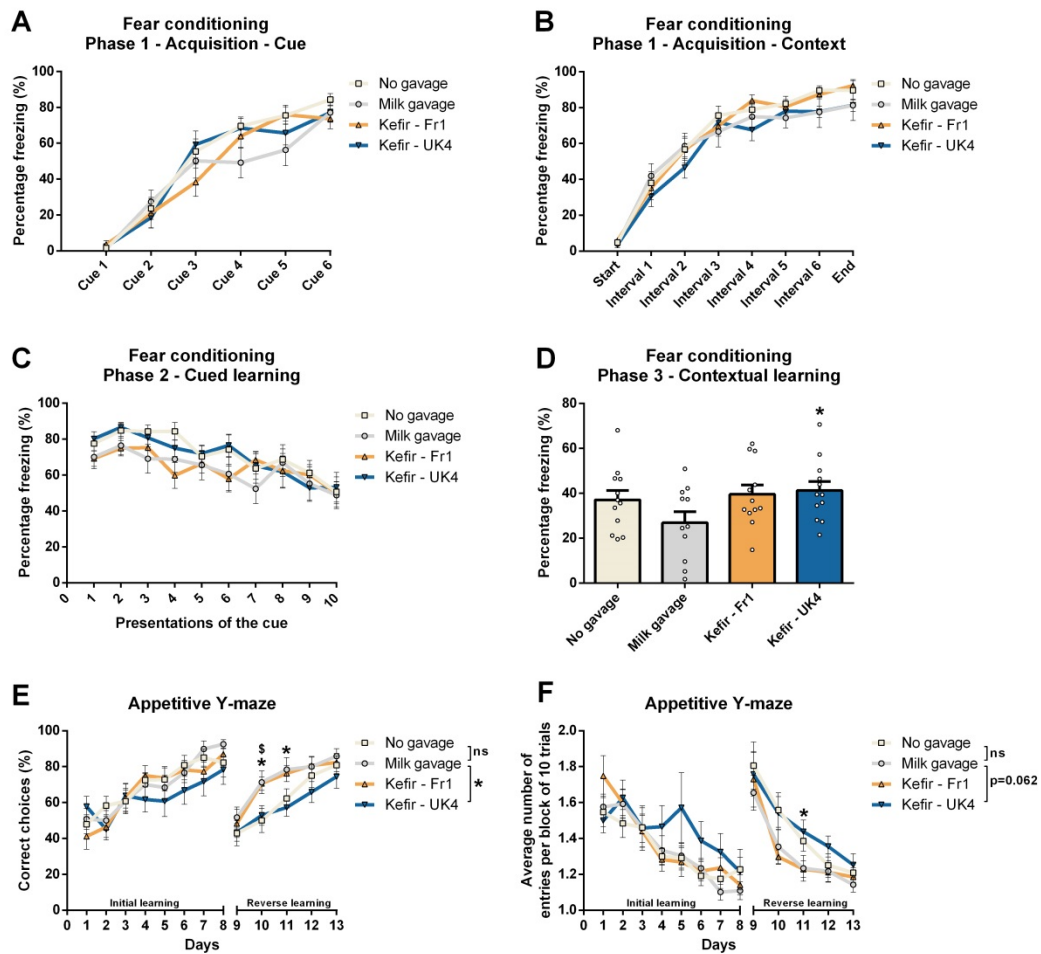 A
Fear conditioning
Phase 1 - Acquisition - Cue
Percentage freezing (%)
100
80
60
40
20
0
Cue 1
Cue 2
Cue 3
Cue 4
Cue 5
Cue 6
No gavage
Milk gavage
Kefir - Fr1
Kefir - UK4
B
Fear conditioning
Phase 1 - Acquisition - Context
Percentage freezing (%)
100
80
60
40
20
0
Start
Interval 1
Interval 2
Interval 3
Interval 4
Interval 5
Interval 6
End
No gavage
Milk gavage
Kefir - Fr1
Kefir - UK4
C
Fear conditioning
Phase 2 - Cued learning
Percentage freezing (%)
100
80
60
40
20
0
0 1 2 3 4 5 6 7 8 9 10
Presentations of the cue
No gavage
Milk gavage
Kefir - Fr1
Kefir - UK4
D
Fear conditioning
Phase 3 - Contextual learning
Percentage freezing (%)
80
60
40
20
0
*
No gavage
Milk gavage
Kefir - Fr1
Kefir - UK4
E
Appetitive Y-maze
Correct choices (%)
100
80
60
40
20
0
$
* *
Initial learning
Reverse learning
0 1 2 3 4 5 6 7 8 9 10 11 12 13
Days
No gavage
Milk gavage
Kefir - Fr1
Kefir - UK4
ns
*
F
Appetitive Y-maze
Average number of
entries per block of 10 trials
2.0
1.8
1.6
1.4
1.2
1.0
*
Initial learning
Reverse learning
0 1 2 3 4 5 6 7 8 9 10 11 12 13
Days
No gavage
Milk gavage
Kefir - Fr1
Kefir - UK4
ns
p=0.062